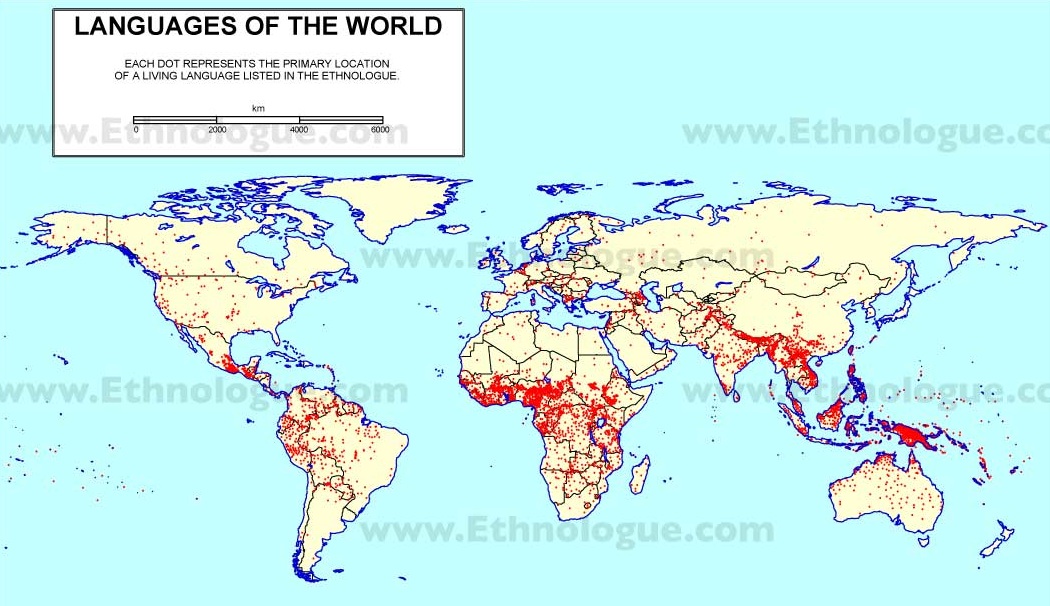 LANGUAGES OF THE WORLD
EACH DOT REPRESENTS THE PRIMARY LOCATION
OF A LIVING LANGUAGE LISTED IN THE ETHNOLOGUE.
km
0 2000 4000 6000
www.Ethnologue.com
www.Ethnologue.co
www.Ethnologue.com
www.Ethnologue.com
www.Ethnologue.co
www.Ethnologue.com